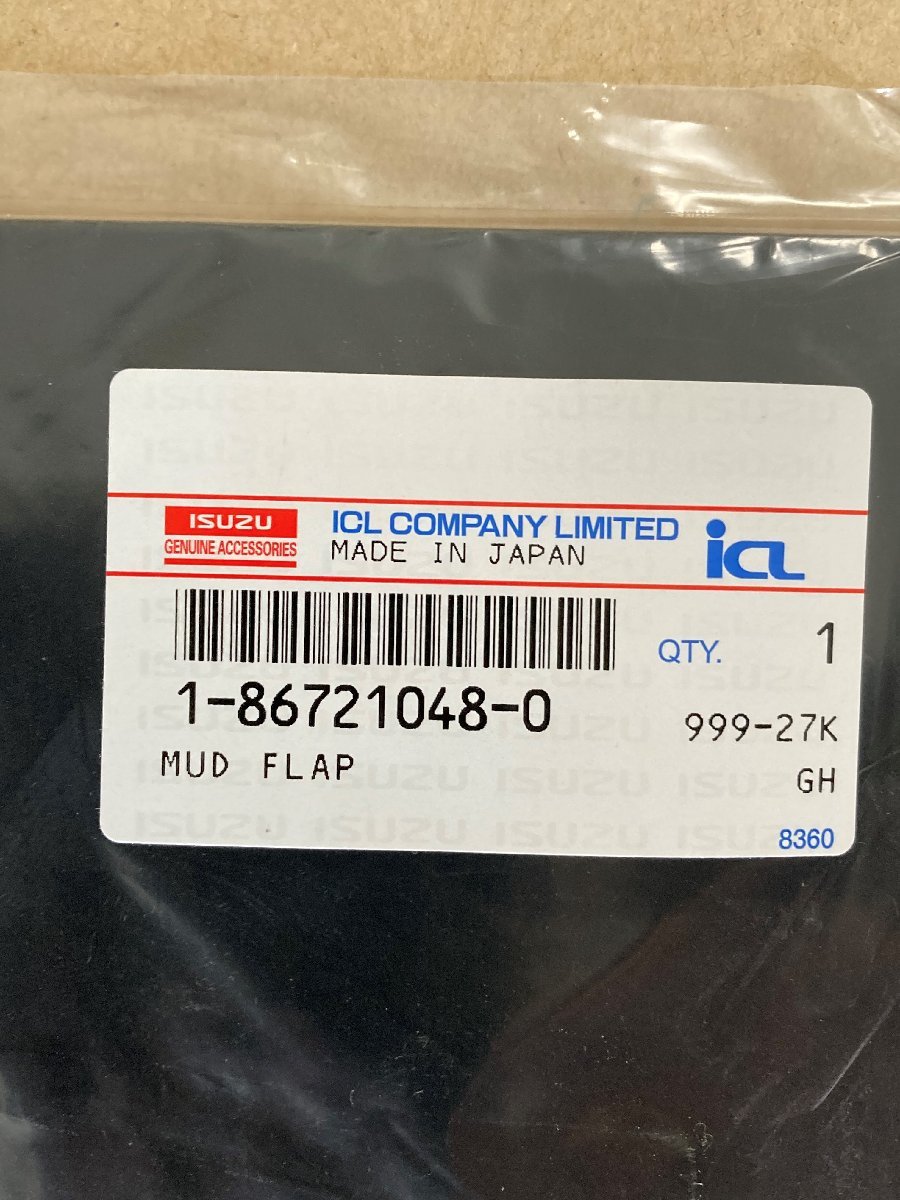 ISUZU
GENUINE ACCESSORIES
ICL COMPANY LIMITED
MADE IN JAPAN
icL
QTY. 1
1-86721048-0
999-27K
MUD FLAP
GH
8360